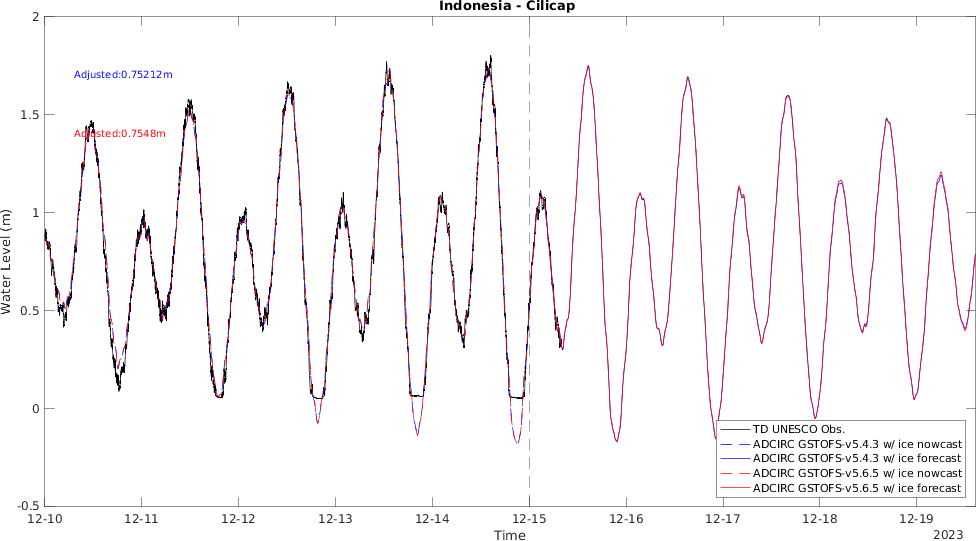 Indonesia - Cilicap
2
1.5
1
0.5
0
-0.5
Water Level (m)
Adjusted:0.75212m
Adjusted:0.7548m
TD UNESCO Obs.
ADCIRC GSTOFS-v5.4.3 w/ ice nowcast
ADCIRC GSTOFS-v5.4.3 w/ ice forecast
ADCIRC GSTOFS-v5.6.5 w/ ice nowcast
ADCIRC GSTOFS-v5.6.5 w/ ice forecast
12-10 12-11 12-12 12-13 12-14 12-15 12-16 12-17 12-18 12-19
Time
2023